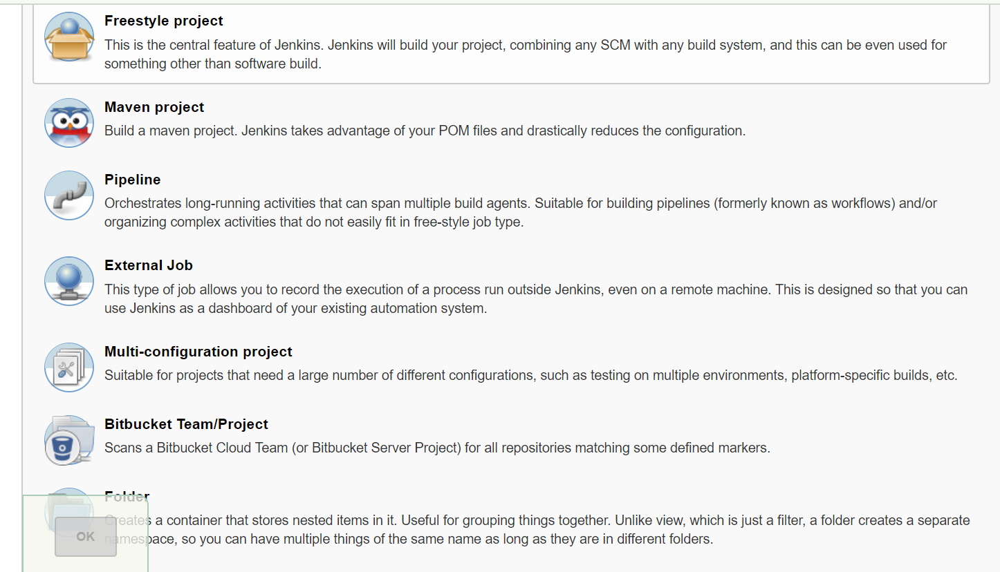 Freestyle project
This is the central feature of Jenkins. Jenkins will build your project, combining any SCM with any build system, and this can be even used for
something other than software build.
Maven project
Build a maven project. Jenkins takes advantage of your POM files and drastically reduces the configuration.
Pipeline
Orchestrates long-running activities that can span multiple build agents. Suitable for building pipelines (formerly known as workflows) and/or
organizing complex activities that do not easily fit in free-style job type.
External Job
This type of job allows you to record the execution of a process run outside Jenkins, even on a remote machine. This is designed so that you can
use Jenkins as a dashboard of your existing automation system.
Multi-configuration project
Suitable for projects that need a large number of different configurations, such as testing on multiple environments, platform-specific builds, etc.
Bitbucket Team/Project
Scans a Bitbucket Cloud Team (or Bitbucket Server Project) for all repositories matching some defined markers.
Folder
Creates a container that stores nested items in it. Useful for grouping things together. Unlike view, which is just a filter, a folder creates a separate
namespace, so you can have multiple things of the same name as long as they are in different folders.
OK